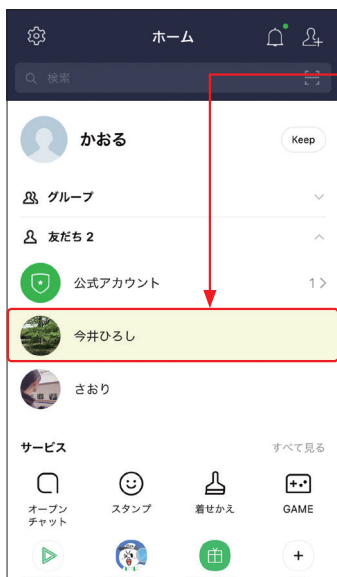 ホーム
検索
かおる
Keep
グループ
友だち 2
公式アカウント 1
今井ひろし
さおり
サービス すべて見る
オープン
チャット
スタンプ
着せかえ
GAME